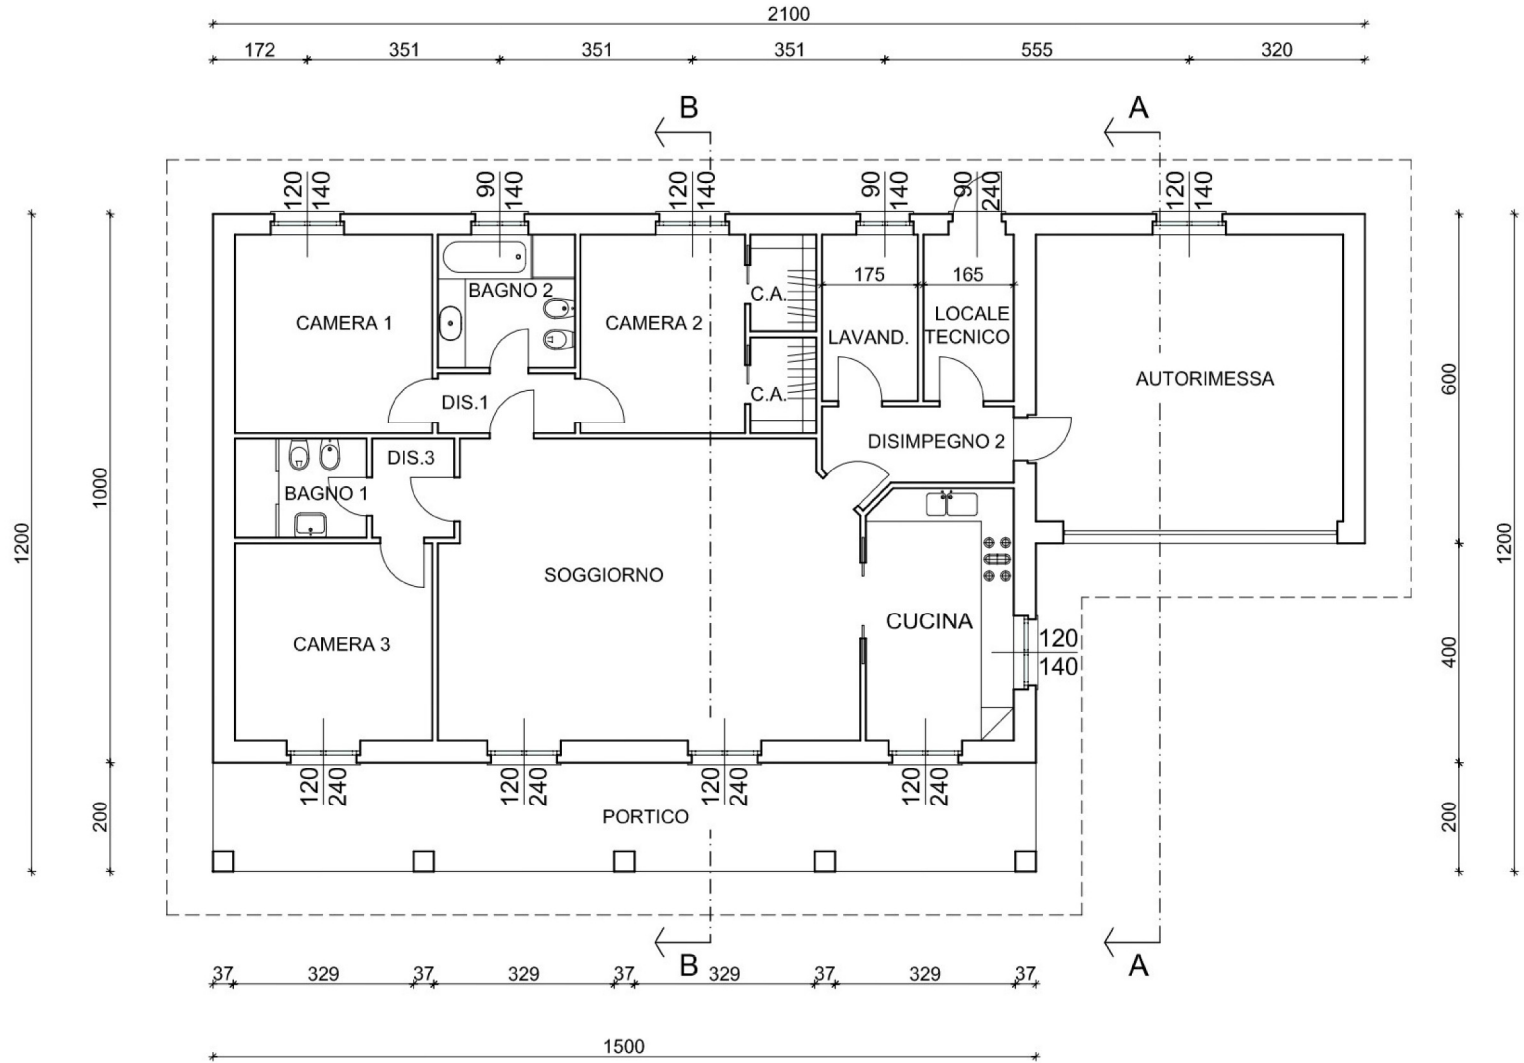 2100
172 351 351 351 555 320
B A
120 140 90 140 120 140 90 140 90 240 120 140
175 165
BAGNO 2
C.A.
LOCALE
TECNICO
CAMERA 1 CAMERA 2
LAVAND.
AUTORIMESSA
600
C.A.
DIS.1
DISIMPEGNO 2
DIS.3
BAGNO 1
1000
1200 1200
SOGGIORNO
CUCINA
120
140
CAMERA 3
400
120 240 120 240 120 240 120 240
200 PORTICO 200
B A
37 329 37 329 37 329 37 329 37
1500